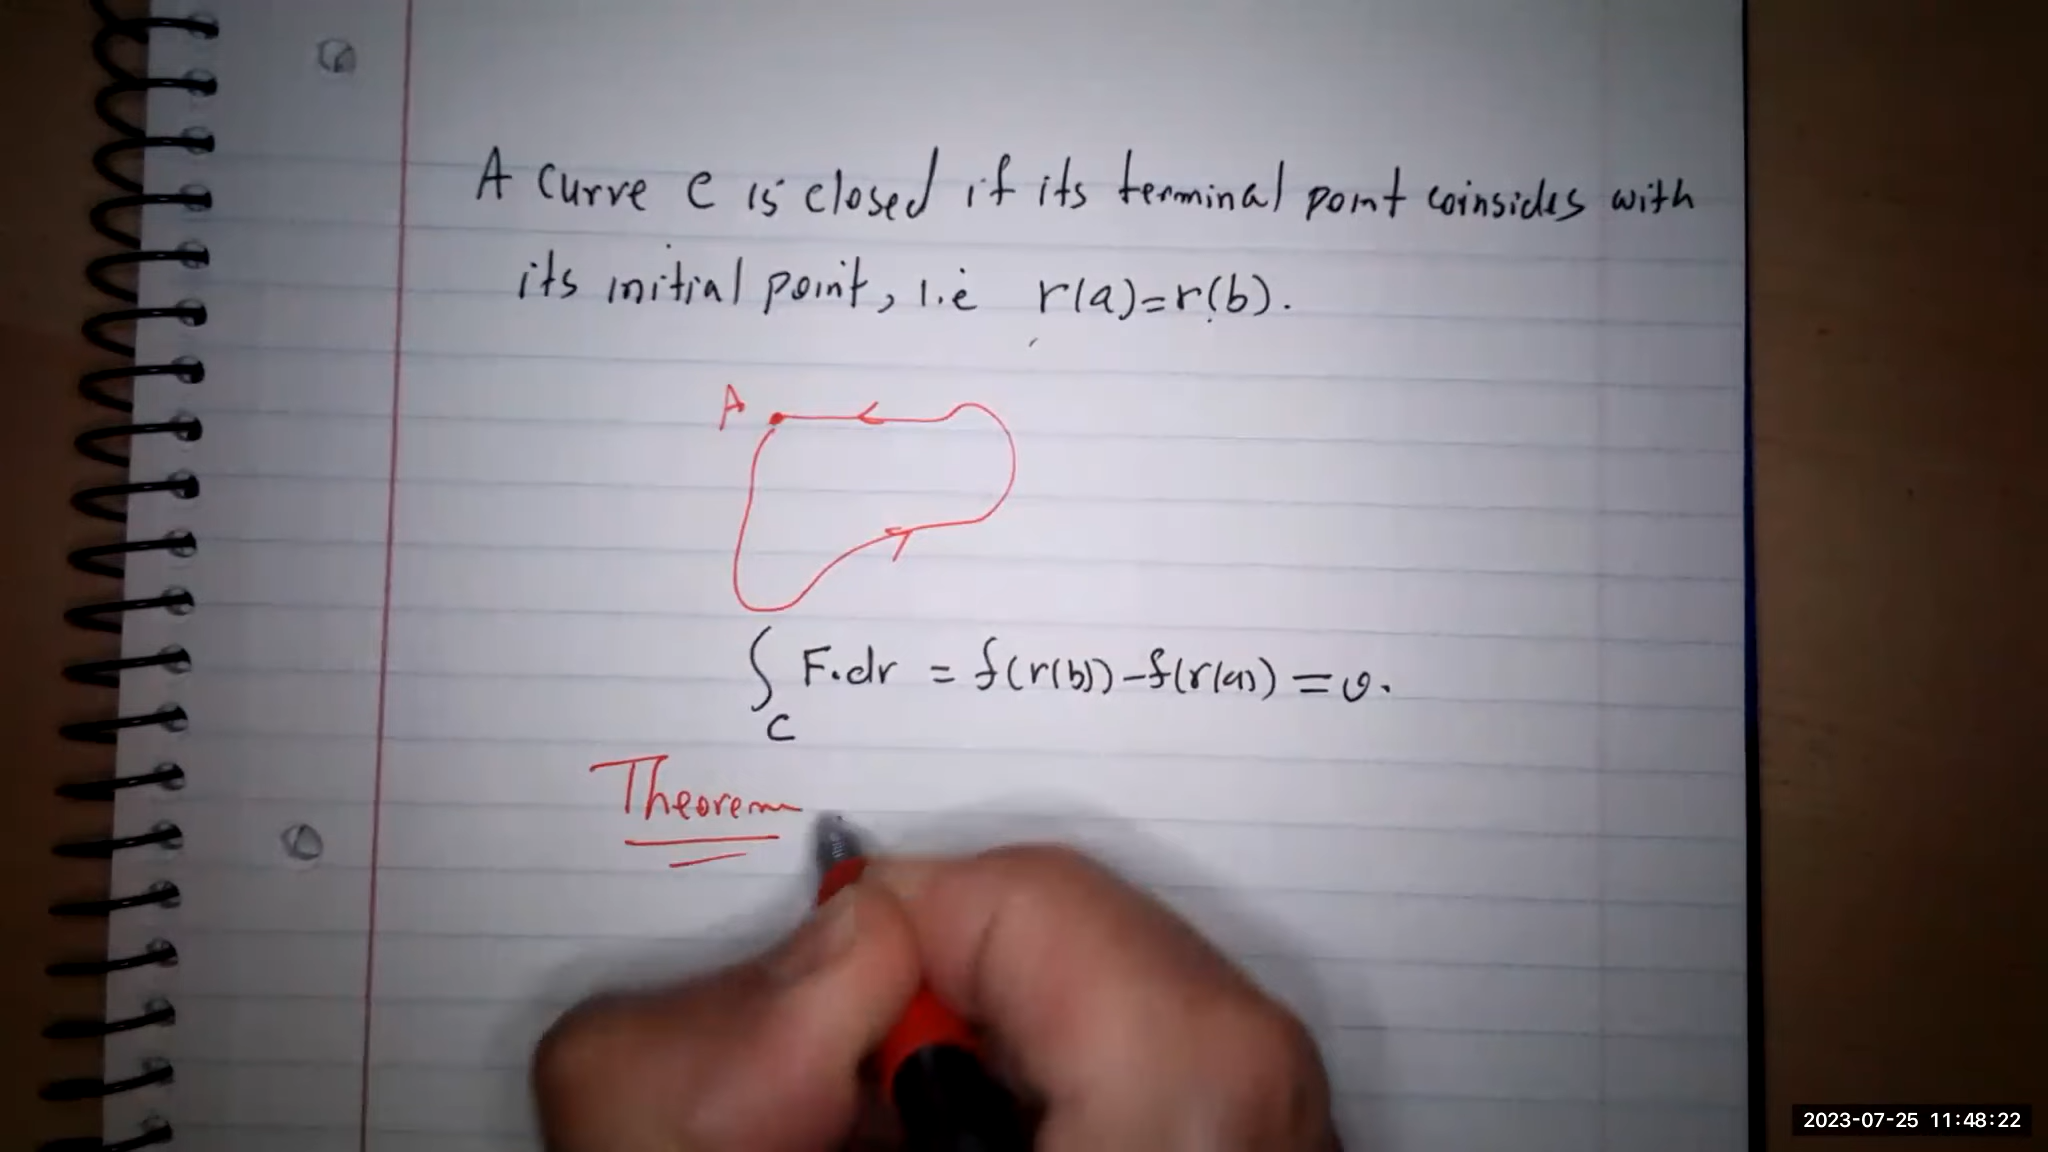 A curve C is closed if its terminal point coinsides with
its initial point, i.e r(a)=r(b).
A
∫ F.dr = f(r(b))-f(r(a)) = 0.
C
Theorem
2023-07-25 11:48:22